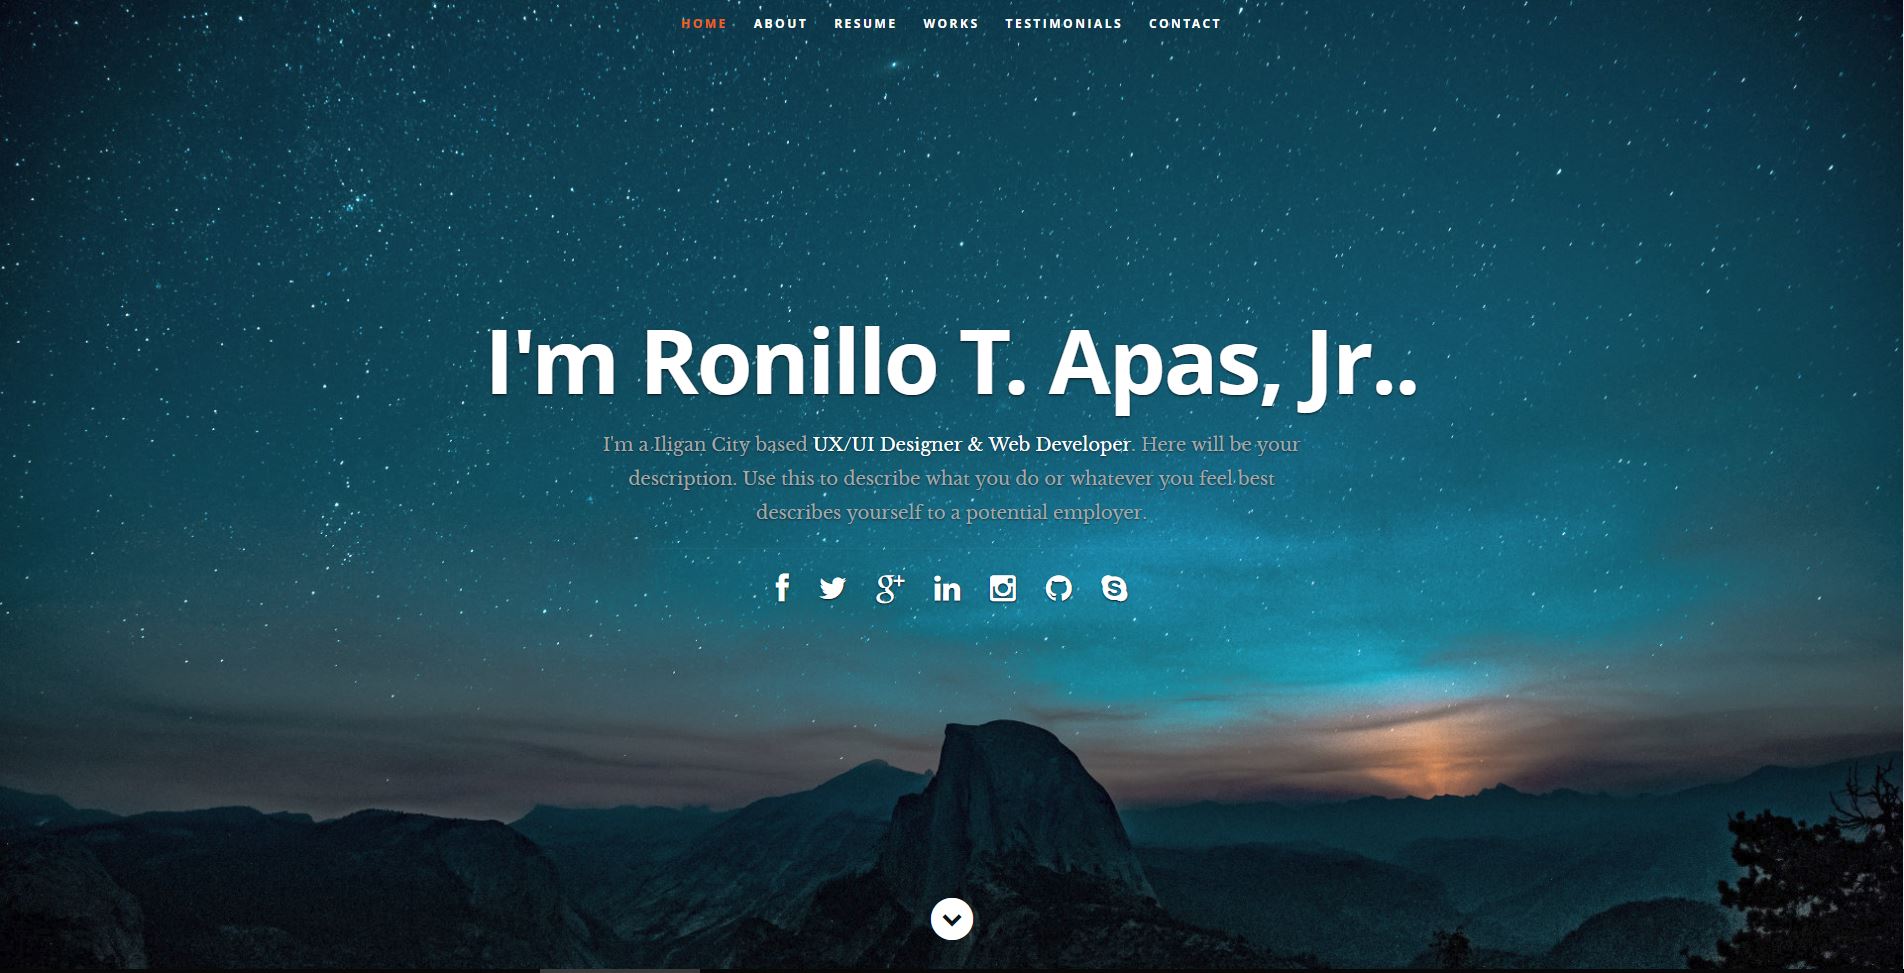 HOME ABOUT RESUME WORKS TESTIMONIALS CONTACT
I'm Ronillo T. Apas, Jr..
I'm a Iligan City based UX/UI Designer & Web Developer. Here will be your
description. Use this to describe what you do or whatever you feel best
describes yourself to a potential employer.